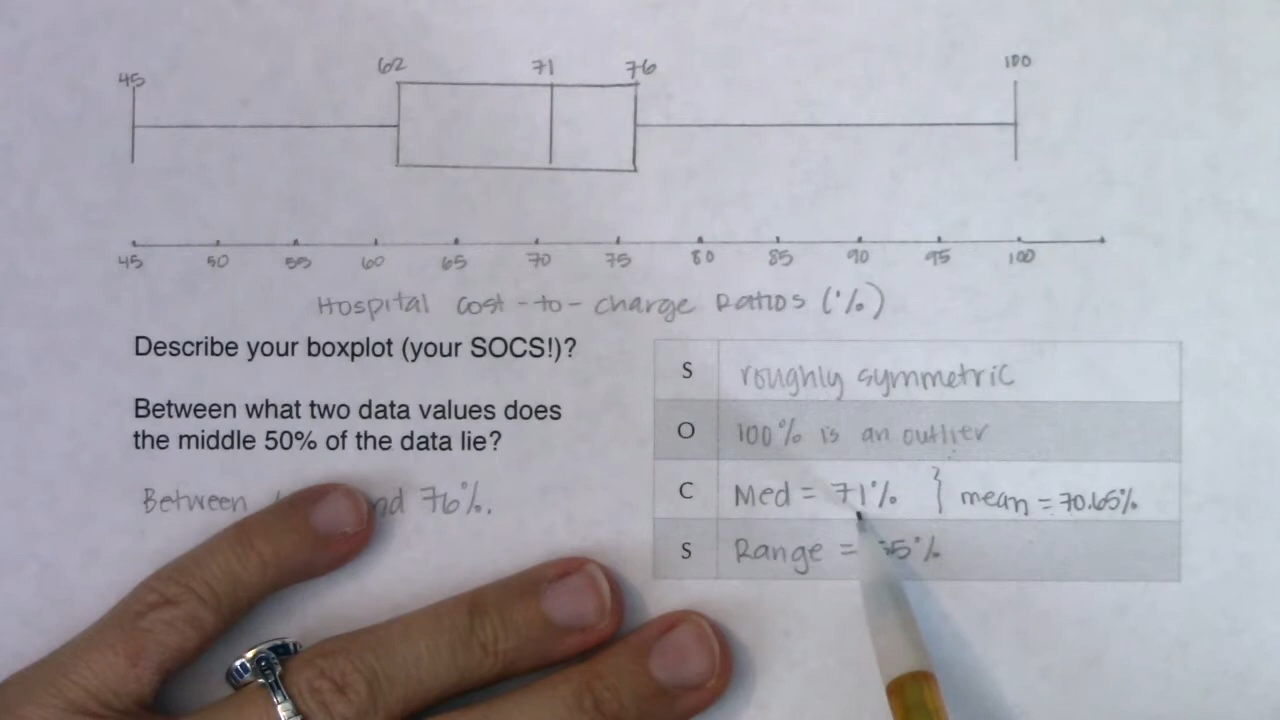 45 62 71 76 100
45 50 55 60 65 70 75 80 85 90 95 100
Hospital cost-to-charge Ratios (%)
Describe your boxplot (your SOCS!)?
Between what two data values does
the middle 50% of the data lie?
Between nd 76%.
S roughly symmetric
O 100% is an outlier
C Med = 71% } mean = 70.65%
S Range = 5%